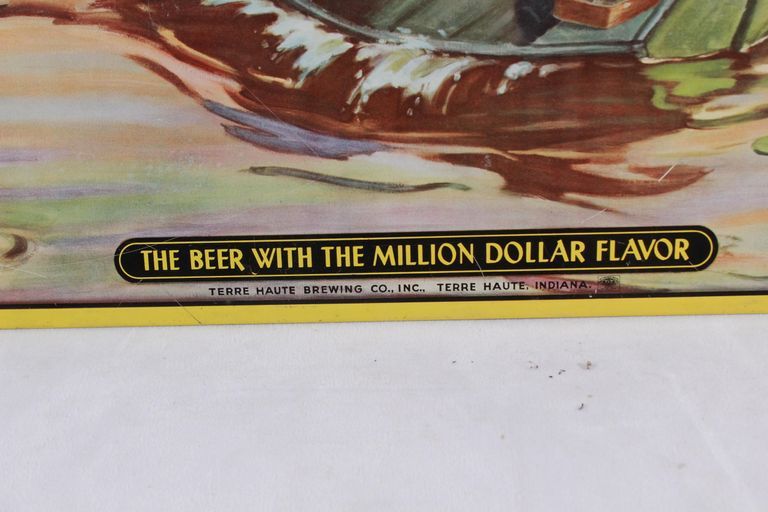 THE BEER WITH THE MILLION DOLLAR FLAVOR
TERRE HAUTE BREWING CO., INC., TERRE HAUTE, INDIANA.